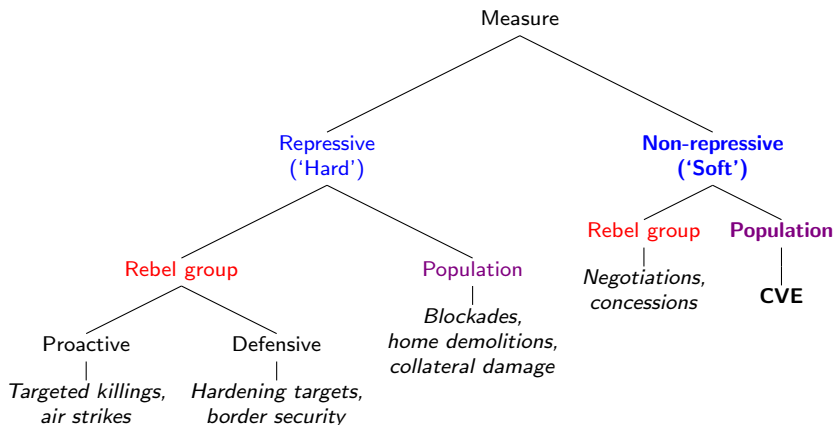 Measure
Repressive
(‘Hard’)
Non-repressive
(‘Soft’)
Rebel group
Population
Rebel group
Population
Proactive
Defensive
Blockades,
home demolitions,
collateral damage
Negotiations,
concessions
CVE
Targeted killings,
air strikes
Hardening targets,
border security